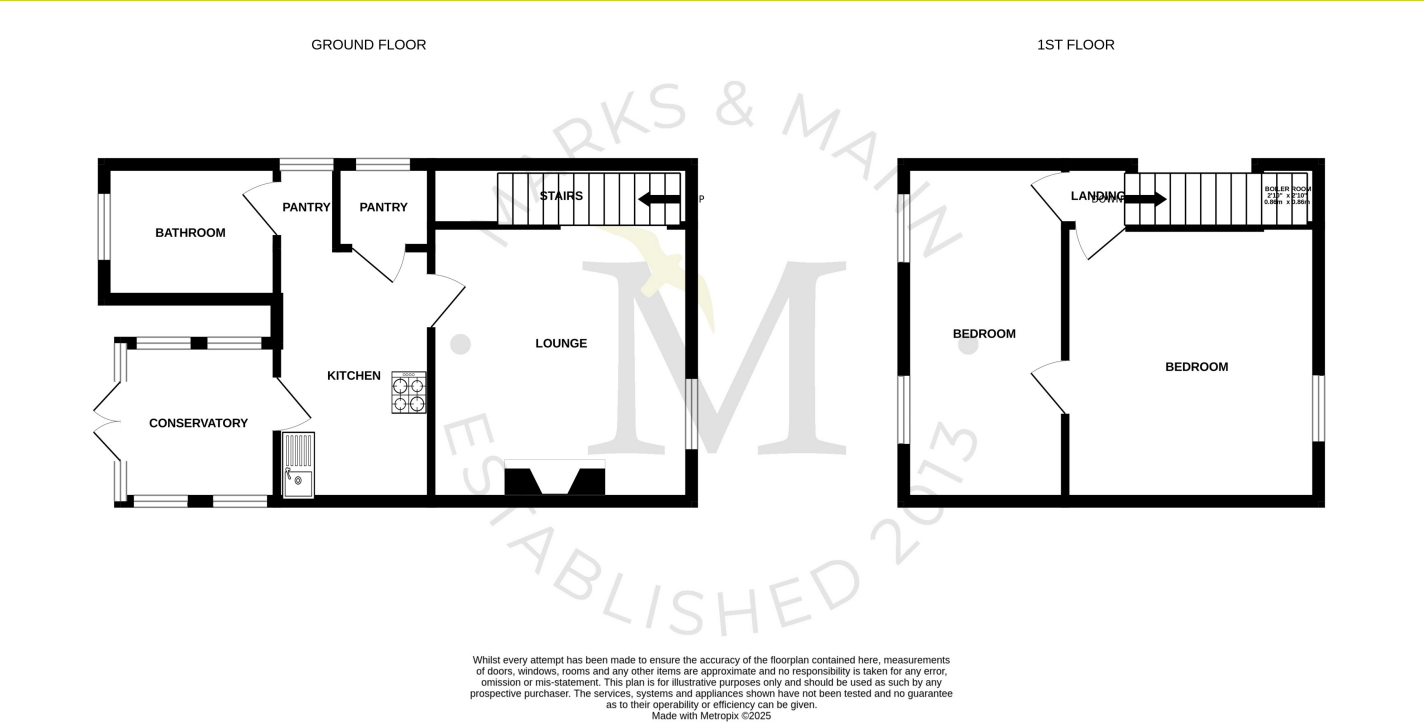 GROUND FLOOR
1ST FLOOR
MARKS & MANN
ESTABLISHED 2013
M
BATHROOM
PANTRY
PANTRY
STAIRS
P
KITCHEN
LOUNGE
CONSERVATORY
LANDING
DOWN
BOILER ROOM
2'10" x 2'10"
0.86m x 0.86m
BEDROOM
BEDROOM
Whilst every attempt has been made to ensure the accuracy of the floorplan contained here, measurements
of doors, windows, rooms and any other items are approximate and no responsibility is taken for any error,
omission or mis-statement. This plan is for illustrative purposes only and should be used as such by any
prospective purchaser. The services, systems and appliances shown have not been tested and no guarantee
as to their operability or efficiency can be given.
Made with Metropix ©2025